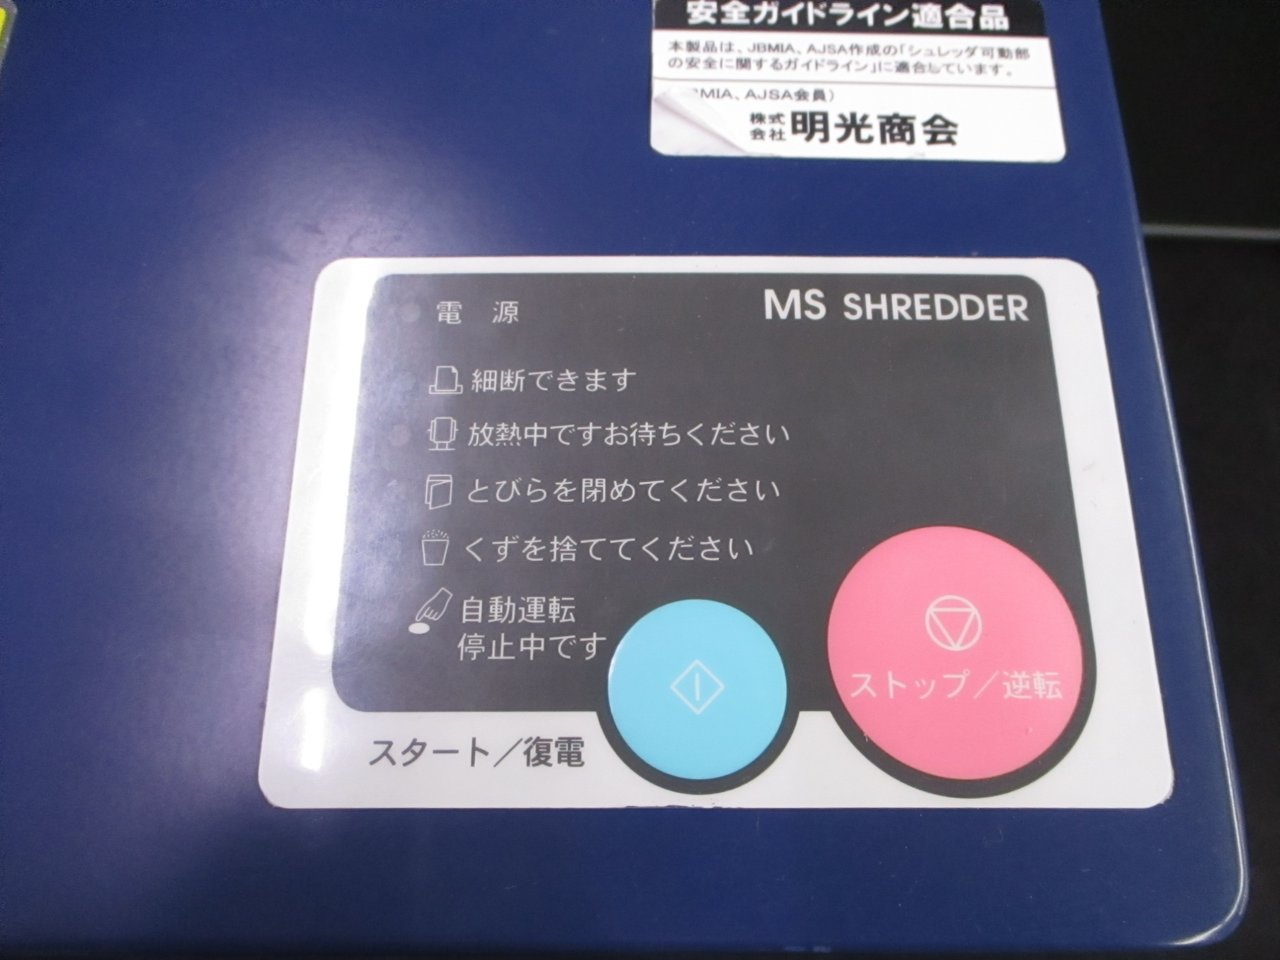 安全ガイドライン適合品
本製品は、JBMIA、AJSA作成の「シュレッダ可動部
の安全に関するガイドライン」に適合しています。
BMIA、AJSA会員）
株式
会社 明光商会
電 源
MS SHREDDER
細断できます
放熱中ですお待ちください
とびらを閉めてください
くずを捨ててください
自動運転
停止中です
ストップ／逆転
スタート／復電